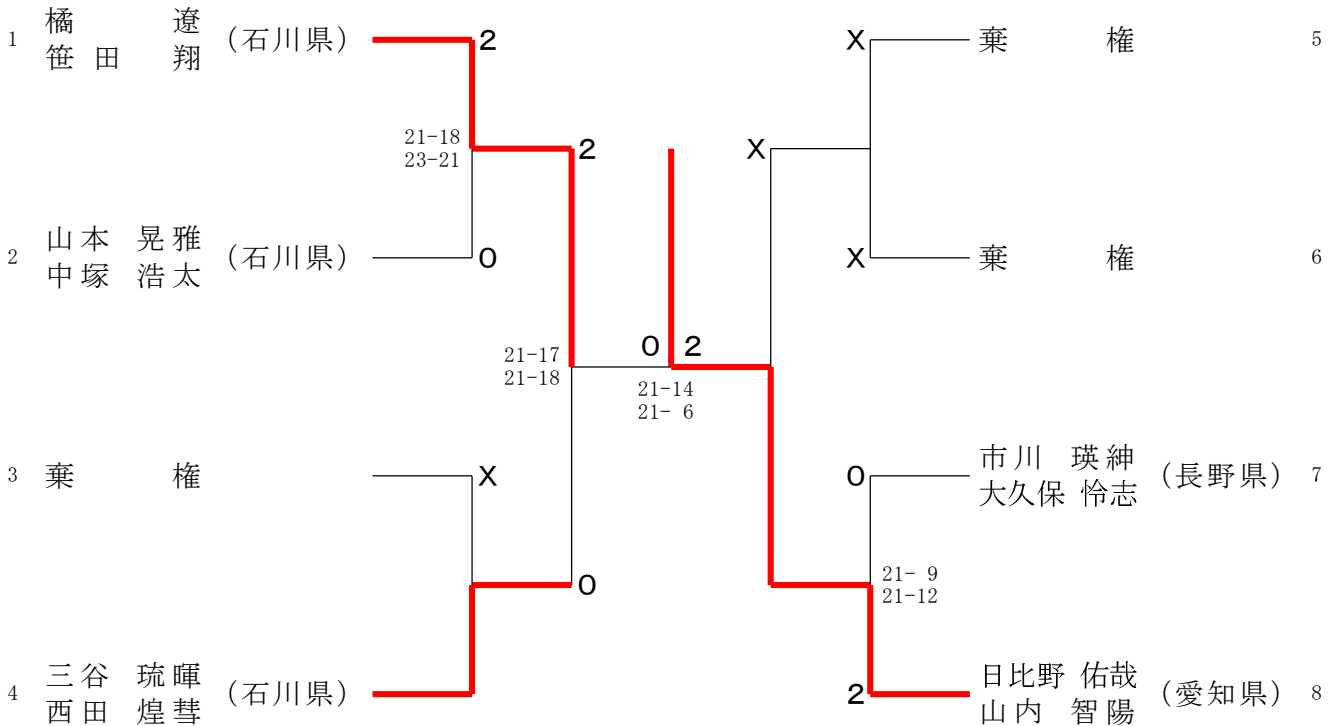 1 橘 遼 (石川県) 2
笹田 翔
21-18
23-21
2
2 山本 晃雅 (石川県) 0
中塚 浩太
21-17
21-18
3 棄 権 X
0
4 三谷 琉暉 (石川県)
西田 煌彗
0 2
21-14
21- 6
X 棄 権 5
X
X 棄 権 6
0 市川 瑛紳 (長野県) 7
大久保 怜志
21- 9
21-12
2 日比野 佑哉 (愛知県) 8
山内 智陽